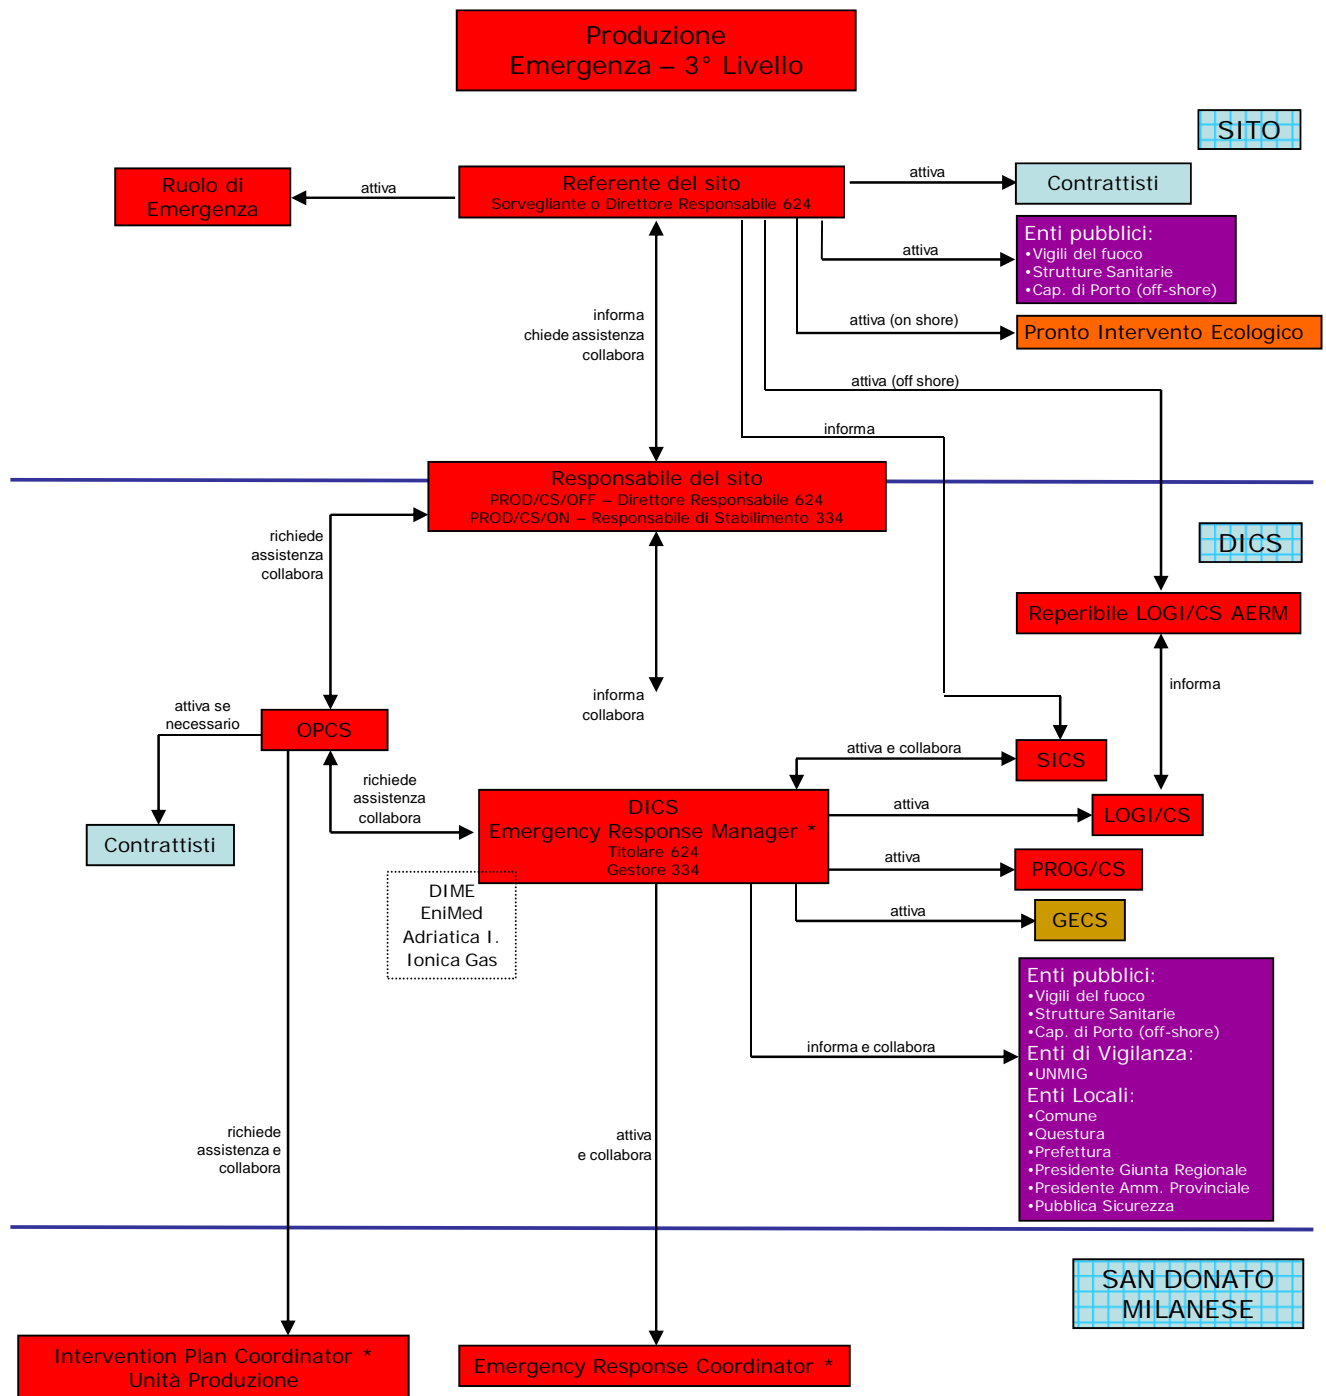 Produzione
Emergenza – 3° Livello
SITO
Ruolo di
Emergenza
attiva
Referente del sito
Sorvegliante o Direttore Responsabile 624
attiva
Contrattisti
attiva
Enti pubblici:
•Vigili del fuoco
•Strutture Sanitarie
•Cap. di Porto (off-shore)
informa
chiede assistenza
collabora
attiva (on shore)
Pronto Intervento Ecologico
attiva (off shore)
informa
Responsabile del sito
PROD/CS/OFF – Direttore Responsabile 624
PROD/CS/ON – Responsabile di Stabilimento 334
DICS
richiede
assistenza
collabora
Reperibile LOGI/CS AERM
informa
informa
collabora
attiva se
necessario
OPCS
attiva e collabora
SICS
richiede
assistenza
collabora
DICS
Emergency Response Manager *
Titolare 624
Gestore 334
attiva
LOGI/CS
Contrattisti
attiva
PROG/CS
DIME
EniMed
Adriatica I.
Ionica Gas
attiva
GECS
informa e collabora
Enti pubblici:
•Vigili del fuoco
•Strutture Sanitarie
•Cap. di Porto (off-shore)
Enti di Vigilanza:
•UNMIG
Enti Locali:
•Comune
•Questura
•Prefettura
•Presidente Giunta Regionale
•Presidente Amm. Provinciale
•Pubblica Sicurezza
richiede
assistenza e
collabora
attiva
e collabora
SAN DONATO
MILANESE
Intervention Plan Coordinator *
Unità Produzione
Emergency Response Coordinator *